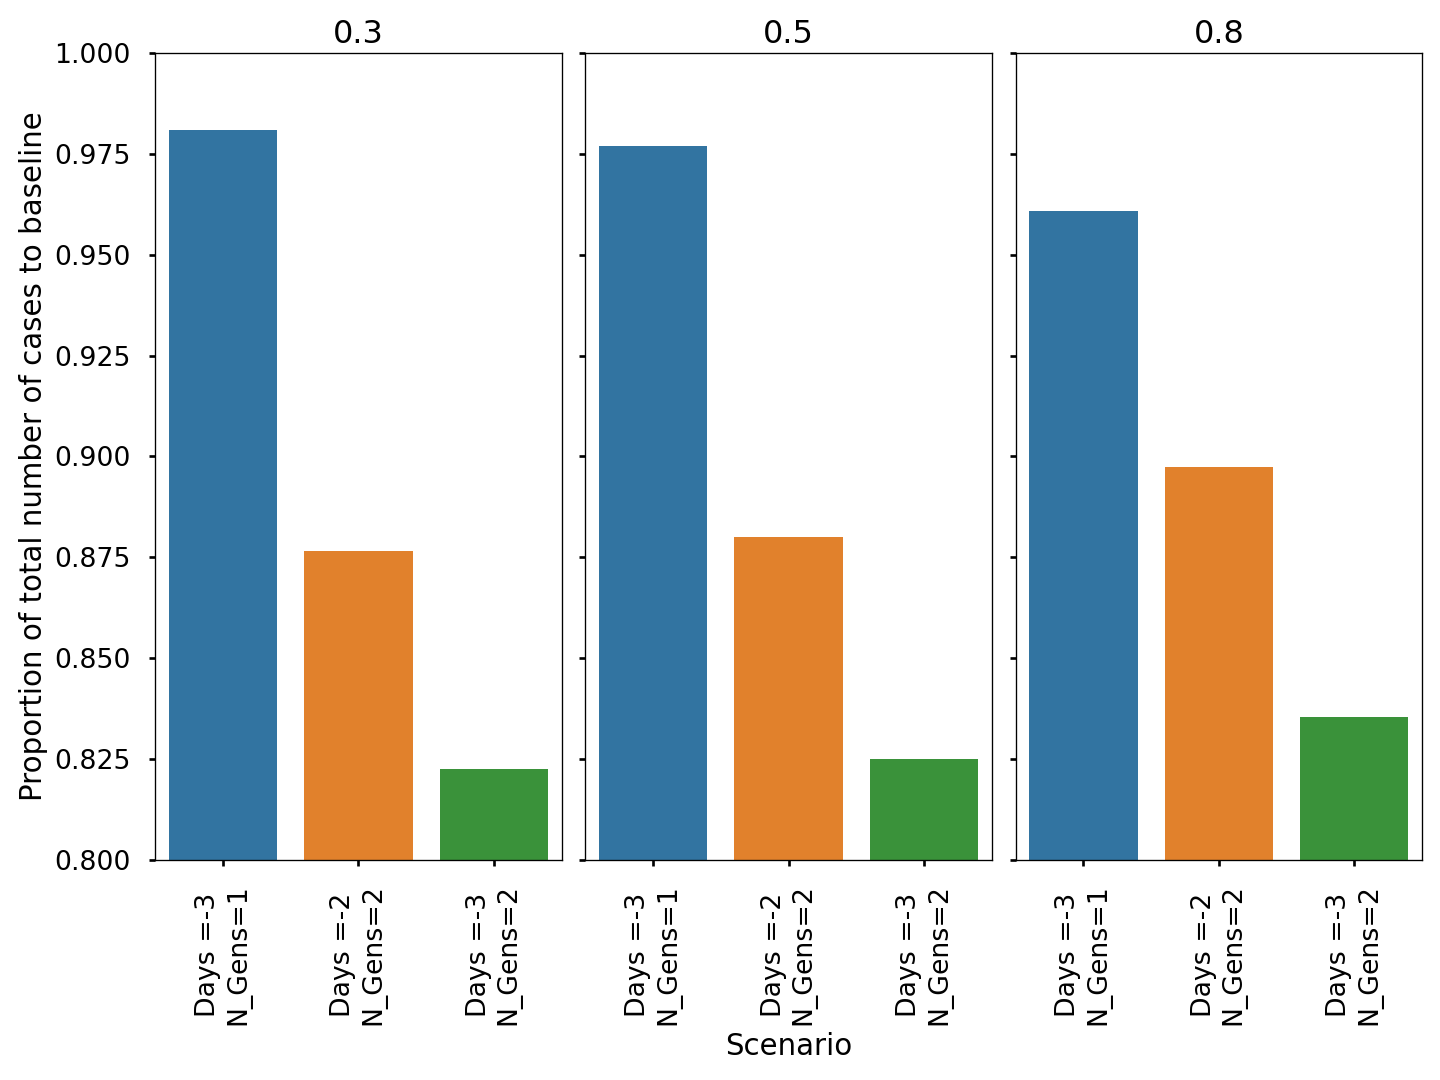 0.3
0.5
0.8
Proportion of total number of cases to baseline
1.000
0.975
0.950
0.925
0.900
0.875
0.850
0.825
0.800
Days =-3
N_Gens=1
Days =-2
N_Gens=2
Days =-3
N_Gens=2
Days =-3
N_Gens=1
Days =-2
N_Gens=2
Days =-3
N_Gens=2
Days =-3
N_Gens=1
Days =-2
N_Gens=2
Days =-3
N_Gens=2
Scenario